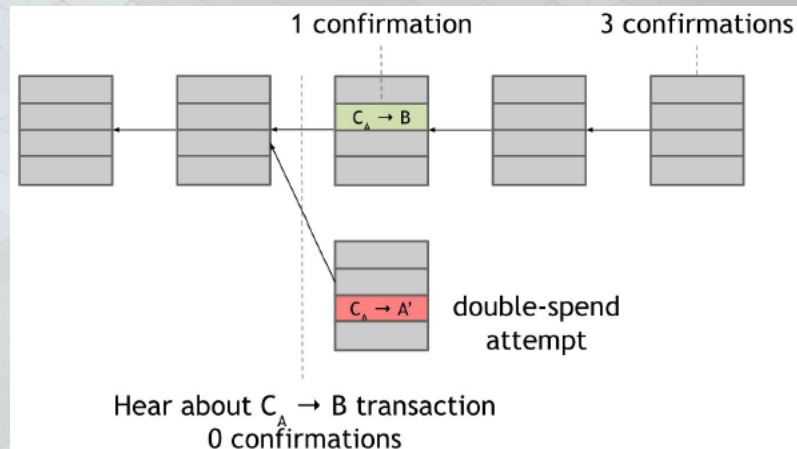 1 confirmation
3 confirmations
C_A → B
C_A → A’
double-spend
attempt
Hear about C_A → B transaction
0 confirmations